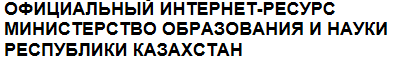 ОФИЦИАЛЬНЫЙ ИНТЕРНЕТ-РЕСУРС
МИНИСТЕРСТВО ОБРАЗОВАНИЯ И НАУКИ
РЕСПУБЛИКИ КАЗАХСТАН